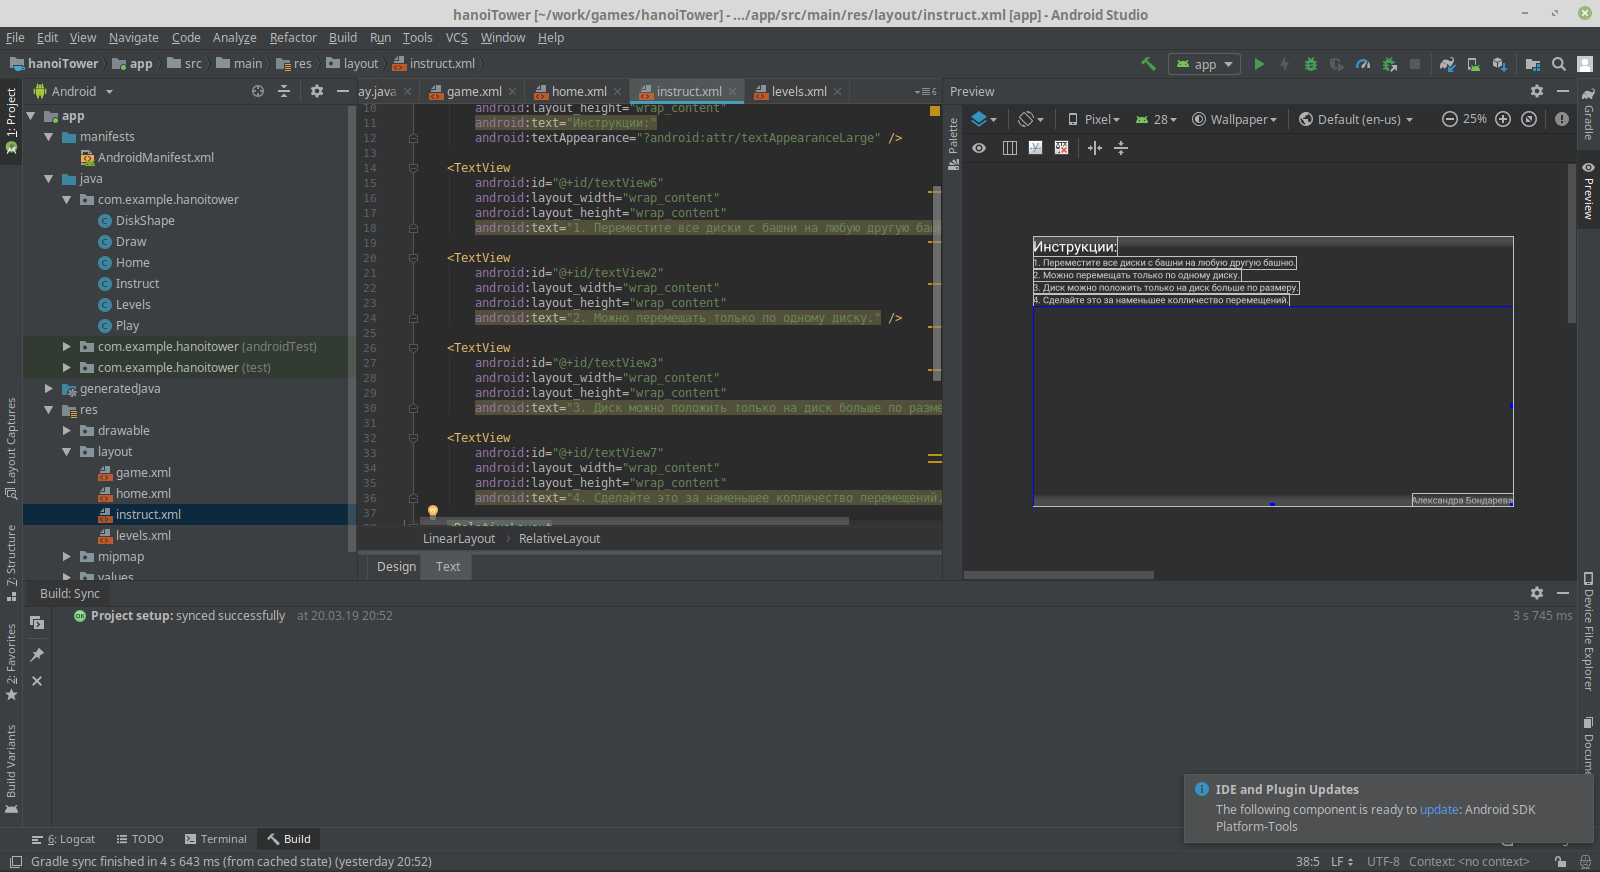 hanoiTower [~/work/games/hanoiTower] - .../app/src/main/res/layout/instruct.xml [app] - Android Studio
File Edit View Navigate Code Analyze Refactor Build Run Tools VCS Window Help
hanoiTower app src main res layout instruct.xml
app
1: Project
Layout Captures
7: Structure
2: Favorites
Build Variants
Android
app
manifests
AndroidManifest.xml
java
com.example.hanoitower
DiskShape
Draw
Home
Instruct
Levels
Play
com.example.hanoitower (androidTest)
com.example.hanoitower (test)
generatedJava
res
drawable
layout
game.xml
home.xml
instruct.xml
levels.xml
mipmap
values
ay.java game.xml home.xml instruct.xml levels.xml 6
10 android:layout_height="wrap_content"
11 android:text="Инструкции:"
12 android:textAppearance="?android:attr/textAppearanceLarge" />
13
14 <TextView
15 android:id="@+id/textView6"
16 android:layout_width="wrap_content"
17 android:layout_height="wrap_content"
18 android:text="1. Переместите все диски с башни на любую другую баш
19
20 <TextView
21 android:id="@+id/textView2"
22 android:layout_width="wrap_content"
23 android:layout_height="wrap_content"
24 android:text="2. Можно перемещать только по одному диску." />
25
26 <TextView
27 android:id="@+id/textView3"
28 android:layout_width="wrap_content"
29 android:layout_height="wrap_content"
30 android:text="3. Диск можно положить только на диск больше по разме
31
32 <TextView
33 android:id="@+id/textView7"
34 android:layout_width="wrap_content"
35 android:layout_height="wrap_content"
36 android:text="4. Сделайте это за наменьшее колличество перемещений.
37
38 <RelativeLayout
LinearLayout RelativeLayout
Design Text
Preview
Palette
Pixel 28 Wallpaper Default (en-us) 25%
Инструкции:
1. Переместите все диски с башни на любую другую башню.
2. Можно перемещать только по одному диску.
3. Диск можно положить только на диск больше по размеру.
4. Сделайте это за наменьшее колличество перемещений.
Александра Бондарева
Gradle
Preview
Device File Explorer
Docume
Build: Sync
Project setup: synced successfully at 20.03.19 20:52
3 s 745 ms
IDE and Plugin Updates
The following component is ready to update: Android SDK
Platform-Tools
6: Logcat TODO Terminal Build
Gradle sync finished in 4 s 643 ms (from cached state) (yesterday 20:52)
38:5 LF UTF-8 Context: <no context>